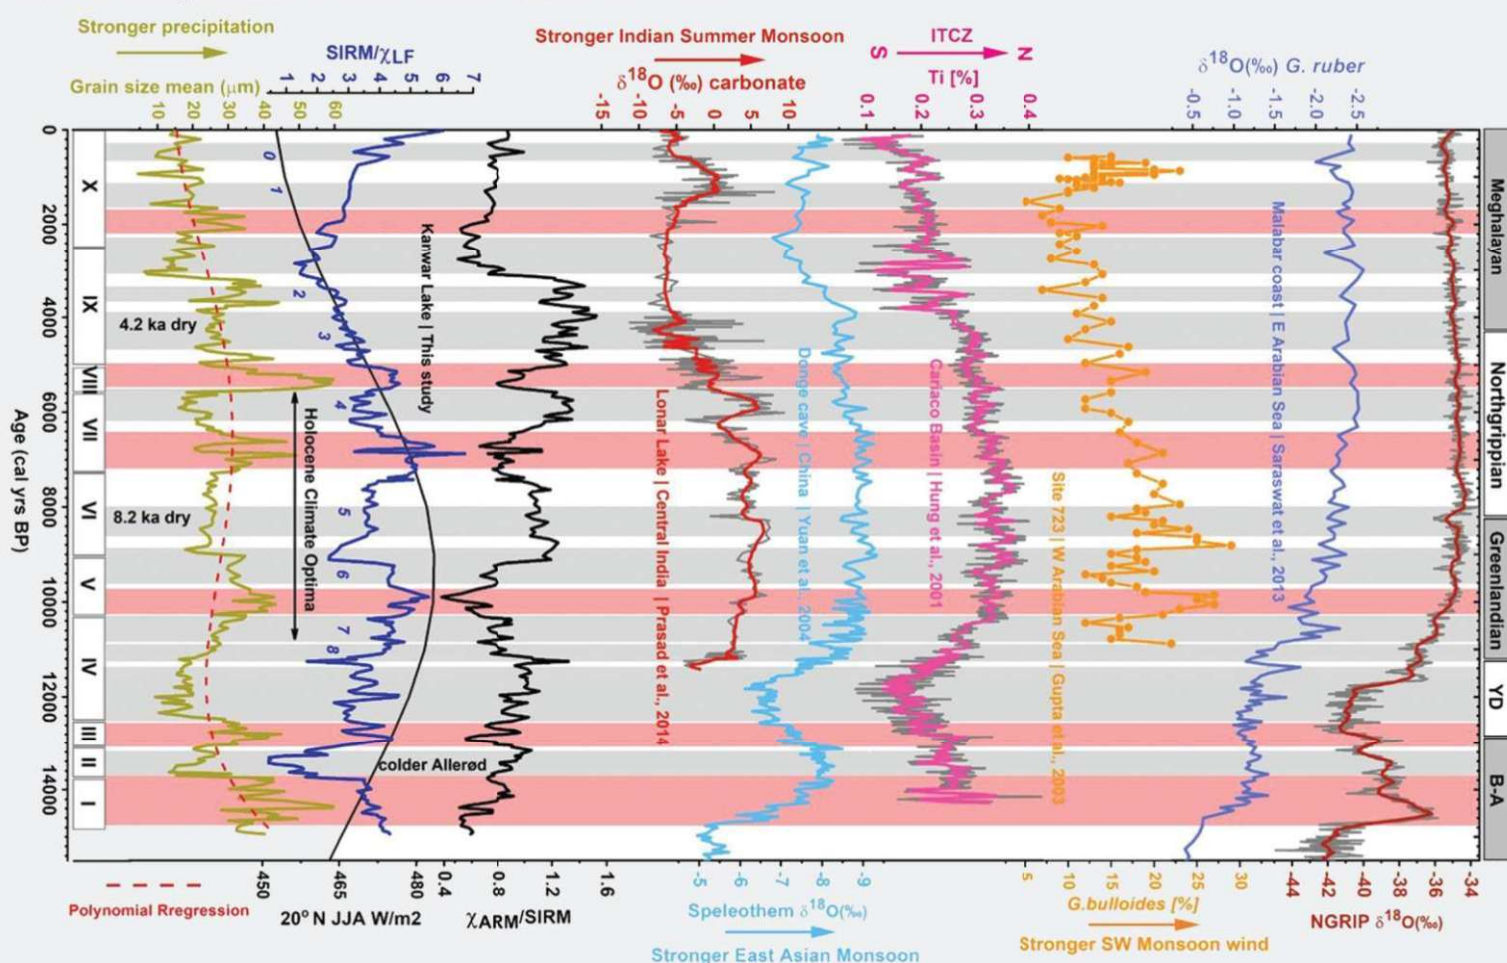 Stronger precipitation
Grain size mean (µm)
10 20 30 40 50 60
SIRM/χLF
1 2 3 4 5 6 7
Stronger Indian Summer Monsoon
δ18O (‰) carbonate
-15 -10 -5 0 5 10
S ITCZ N
Ti [%]
0.1 0.2 0.3 0.4
δ18O(‰) G. ruber
-0.5 -1.0 -1.5 -2.0 -2.5
Age (cal yrs BP)
0
2000
4000
6000
8000
10000
12000
14000
X
IX
VIII
VII
VI
V
IV
III
II
I
4.2 ka dry
8.2 ka dry
Holocene Climate Optima
colder Allerød
0
1
2
3
4
5
6
7
8
Kanwar Lake | This study
Lonar Lake | Central India | Prasad et al., 2014
Donge cave | China | Yuan et al., 2004
Cariaco Basin | Hung et al., 2001
Site 723 | W Arabian Sea | Gupta et al., 2003
Malabar coast | E Arabian Sea | Saraswat et al., 2013
Meghalayan
Northgrippian
Greenlandian
YD
B-A
Polynomial Rregression
450 465 480
20° N JJA W/m2
0.4 0.8 1.2 1.6
χARM/SIRM
-5 -6 -7 -8 -9
Speleothem δ18O(‰)
Stronger East Asian Monsoon
5 10 15 20 25 30
G.bulloides [%]
Stronger SW Monsoon wind
-44 -42 -40 -38 -36 -34
NGRIP δ18O(‰)